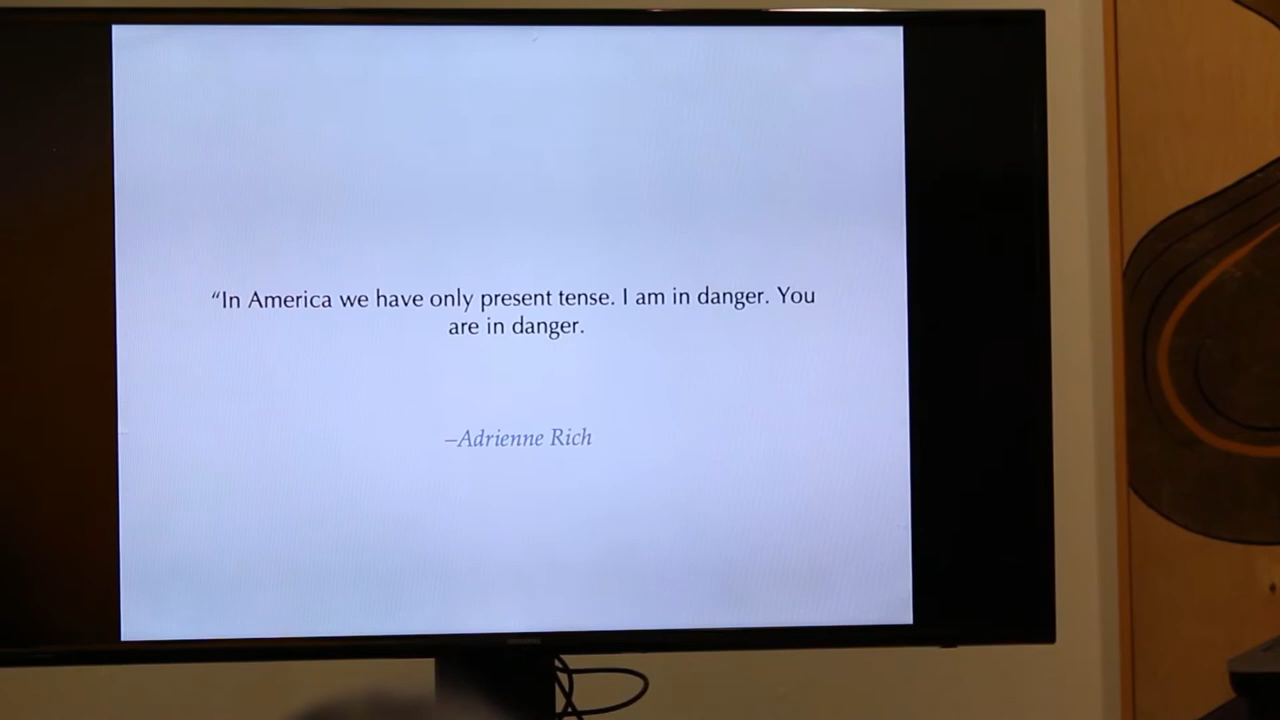 “In America we have only present tense. I am in danger. You
are in danger.
–Adrienne Rich